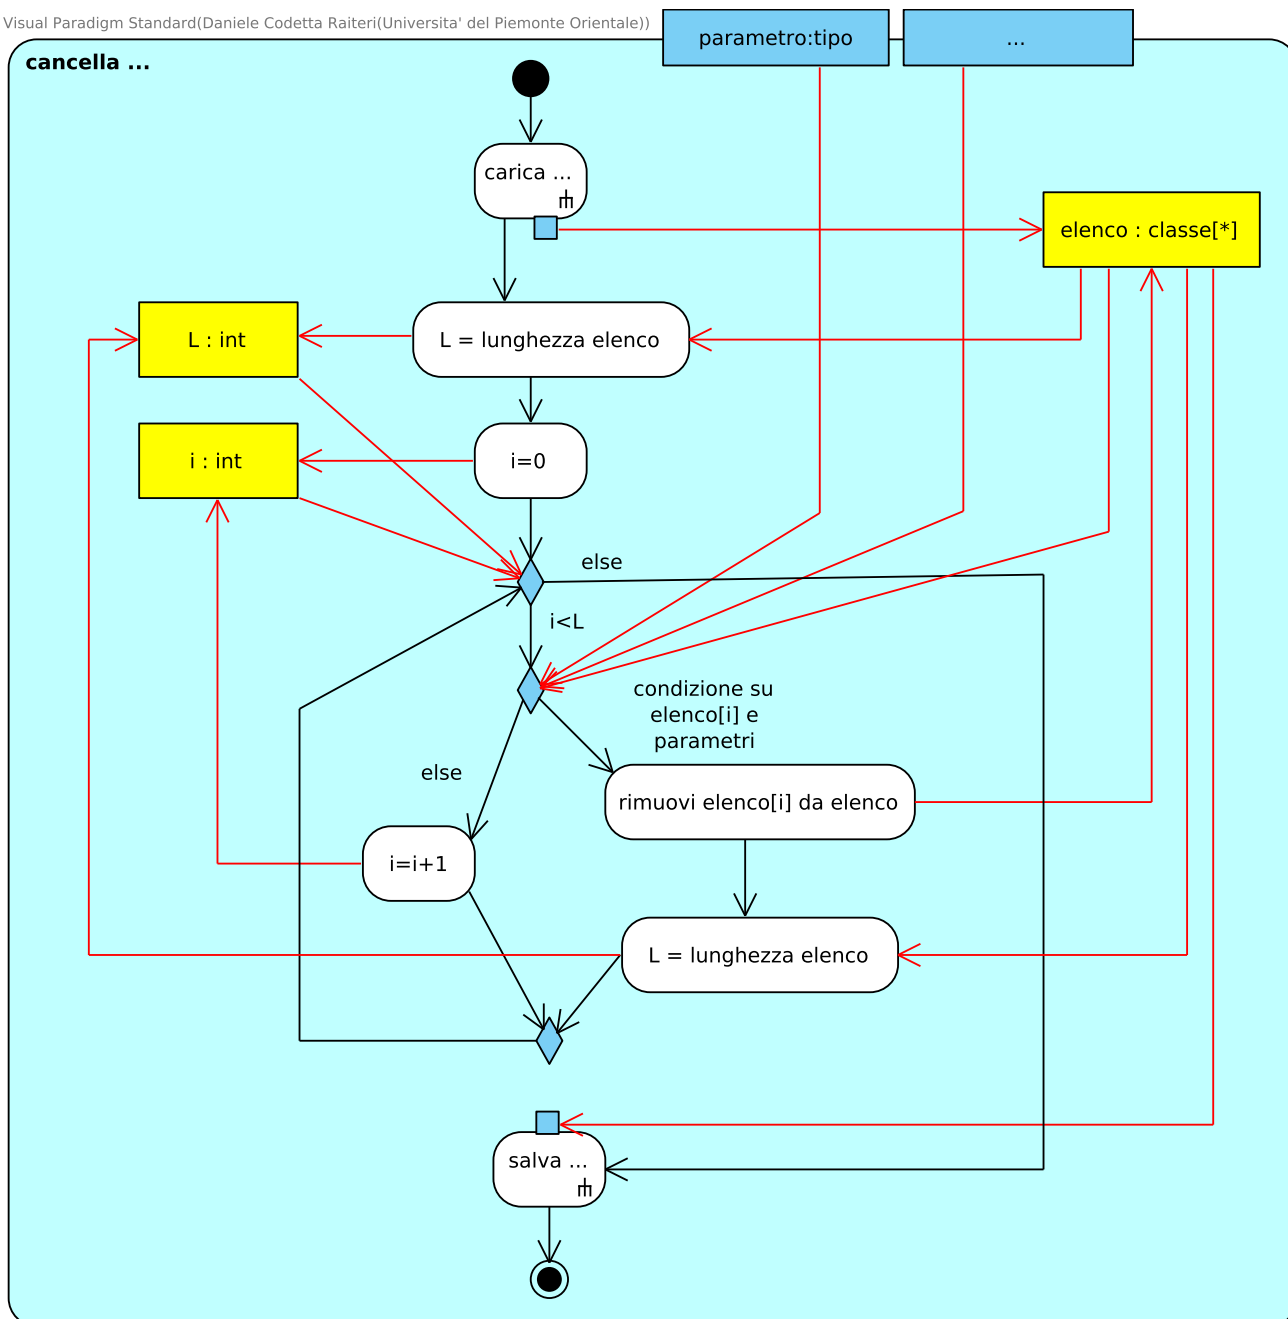 Visual Paradigm Standard(Daniele Codetta Raiteri(Universita' del Piemonte Orientale))
parametro:tipo
...
cancella ...
carica ...
elenco : classe[*]
L : int
L = lunghezza elenco
i : int
i=0
else
i<L
condizione su
elenco[i] e
parametri
else
rimuovi elenco[i] da elenco
i=i+1
L = lunghezza elenco
salva ...